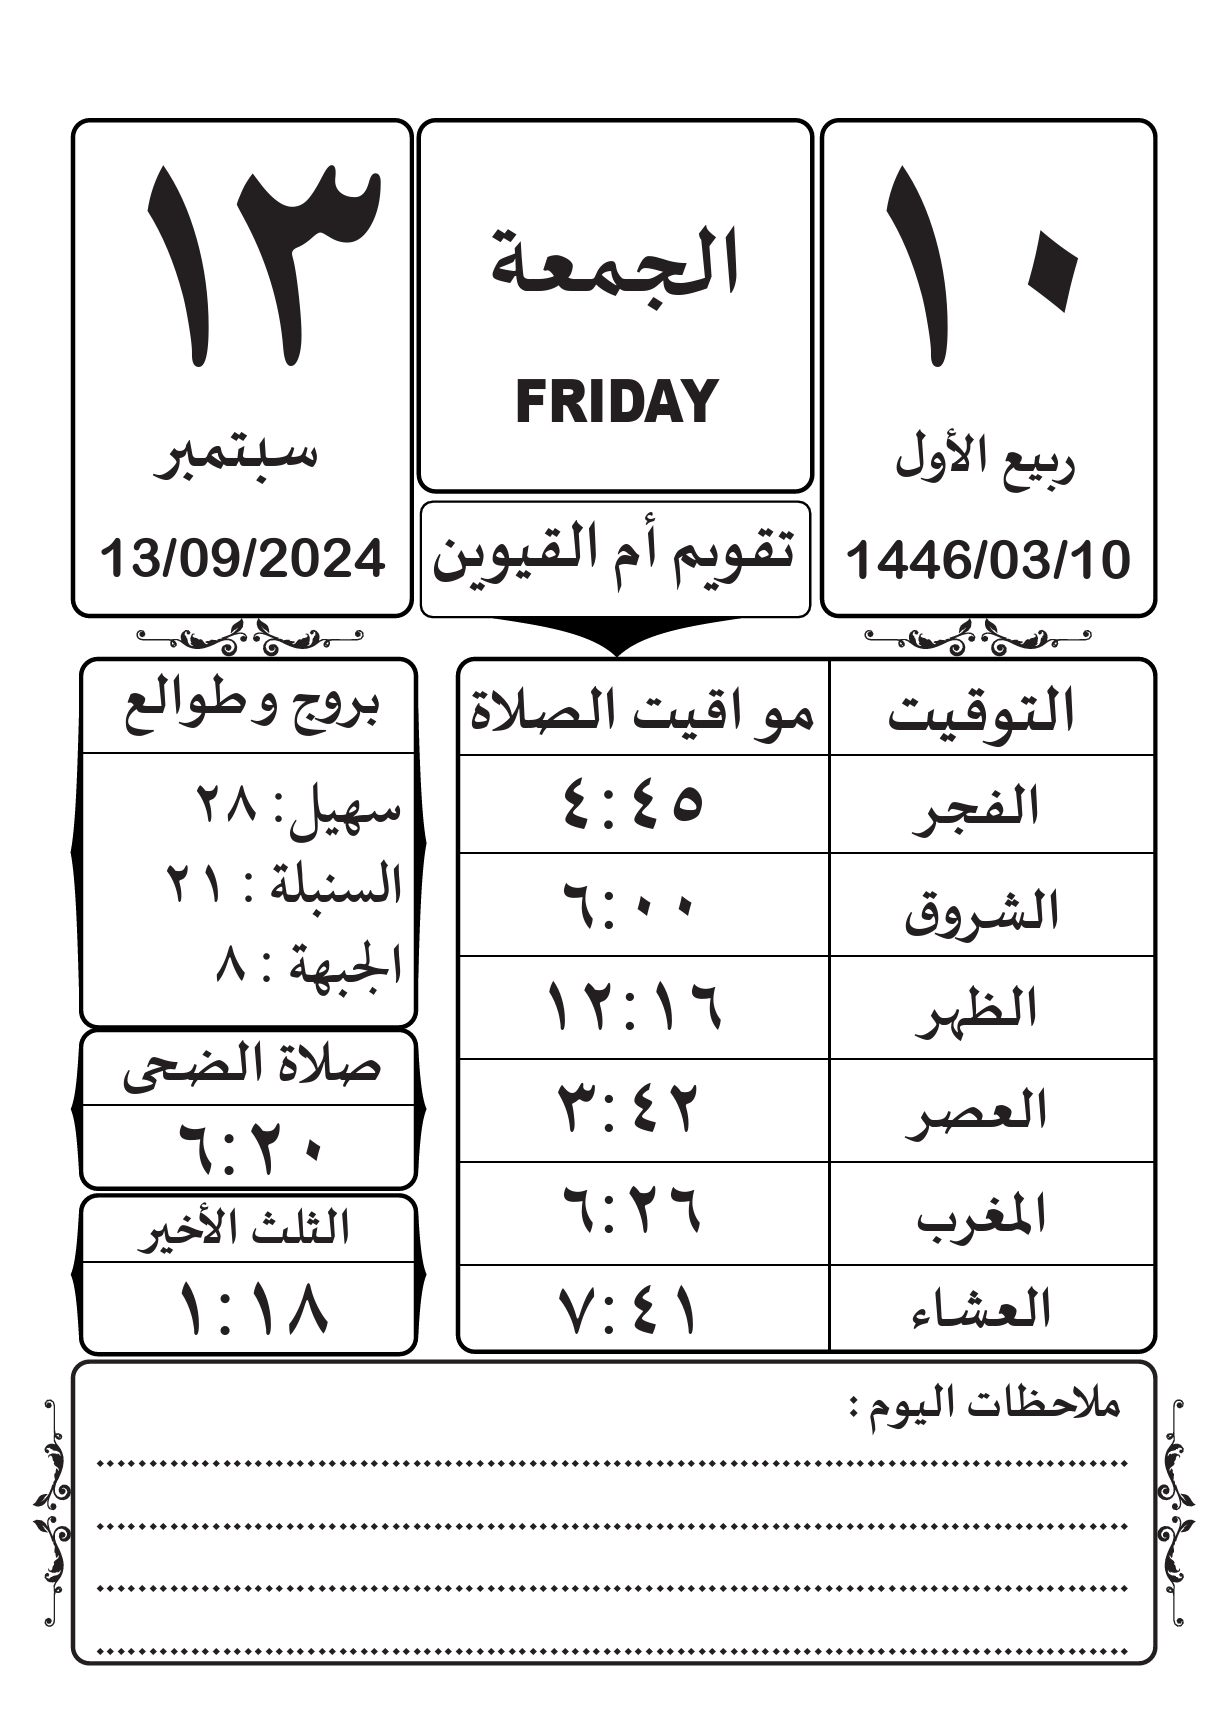 ١٠
ربيع الأول
1446/03/10
الجمعة
FRIDAY
١٣
سبتمبر
13/09/2024
تقويم أم القيوين
التوقيت مو اقيت الصلاة
الفجر ٤:٤٥
الشروق ٦:٠٠
الظهر ١٢:١٦
العصر ٣:٤٢
المغرب ٦:٢٦
العشاء ٧:٤١
بروج وطوالع
سهيل: ٢٨
السنبلة : ٢١
الجبهة : ٨
صلاة الضحى
٦:٢٠
الثلث الأخير
١:١٨
ملاحظات اليوم :